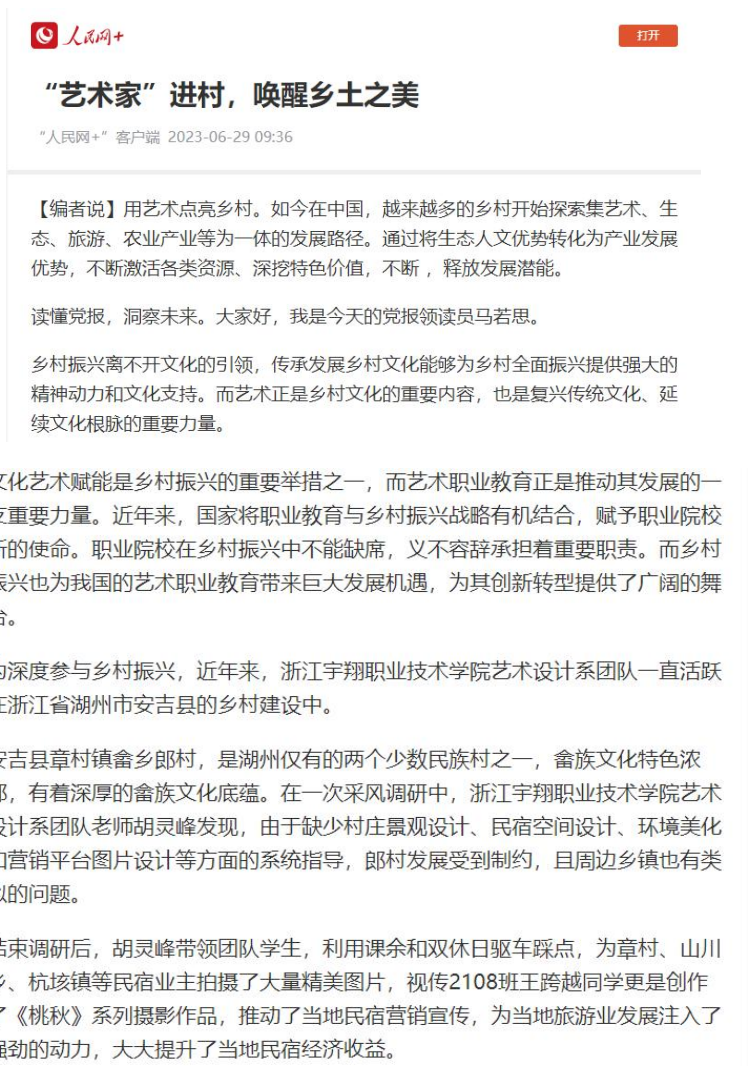 人民网+
打开
“艺术家”进村，唤醒乡土之美
“人民网+”客户端 2023-06-29 09:36
【编者说】用艺术点亮乡村。如今在中国，越来越多的乡村开始探索集艺术、生
态、旅游、农业产业等为一体的发展路径。通过将生态人文优势转化为产业发展
优势，不断激活各类资源、深挖特色价值，不断 ，释放发展潜能。
读懂党报，洞察未来。大家好，我是今天的党报领读员马若思。
乡村振兴离不开文化的引领，传承发展乡村文化能够为乡村全面振兴提供强大的
精神动力和文化支持。而艺术正是乡村文化的重要内容，也是复兴传统文化、延
续文化根脉的重要力量。
文化艺术赋能是乡村振兴的重要举措之一，而艺术职业教育正是推动其发展的一
支重要力量。近年来，国家将职业教育与乡村振兴战略有机结合，赋予职业院校
新的使命。职业院校在乡村振兴中不能缺席，义不容辞承担着重要职责。而乡村
振兴也为我国的艺术职业教育带来巨大发展机遇，为其创新转型提供了广阔的舞
台。
为深度参与乡村振兴，近年来，浙江宇翔职业技术学院艺术设计系团队一直活跃
在浙江省湖州市安吉县的乡村建设中。
安吉县章村镇畲乡郎村，是湖州仅有的两个少数民族村之一，畲族文化特色浓
郁，有着深厚的畲族文化底蕴。在一次采风调研中，浙江宇翔职业技术学院艺术
设计系团队老师胡灵峰发现，由于缺少村庄景观设计、民宿空间设计、环境美化
和营销平台图片设计等方面的系统指导，郎村发展受到制约，且周边乡镇也有类
似的问题。
结束调研后，胡灵峰带领团队学生，利用课余和双休日驱车踩点，为章村、山川
乡、杭垓镇等民宿业主拍摄了大量精美图片，视传2108班王跨越同学更是创作
了《桃秋》系列摄影作品，推动了当地民宿营销宣传，为当地旅游业发展注入了
强劲的动力，大大提升了当地民宿经济收益。